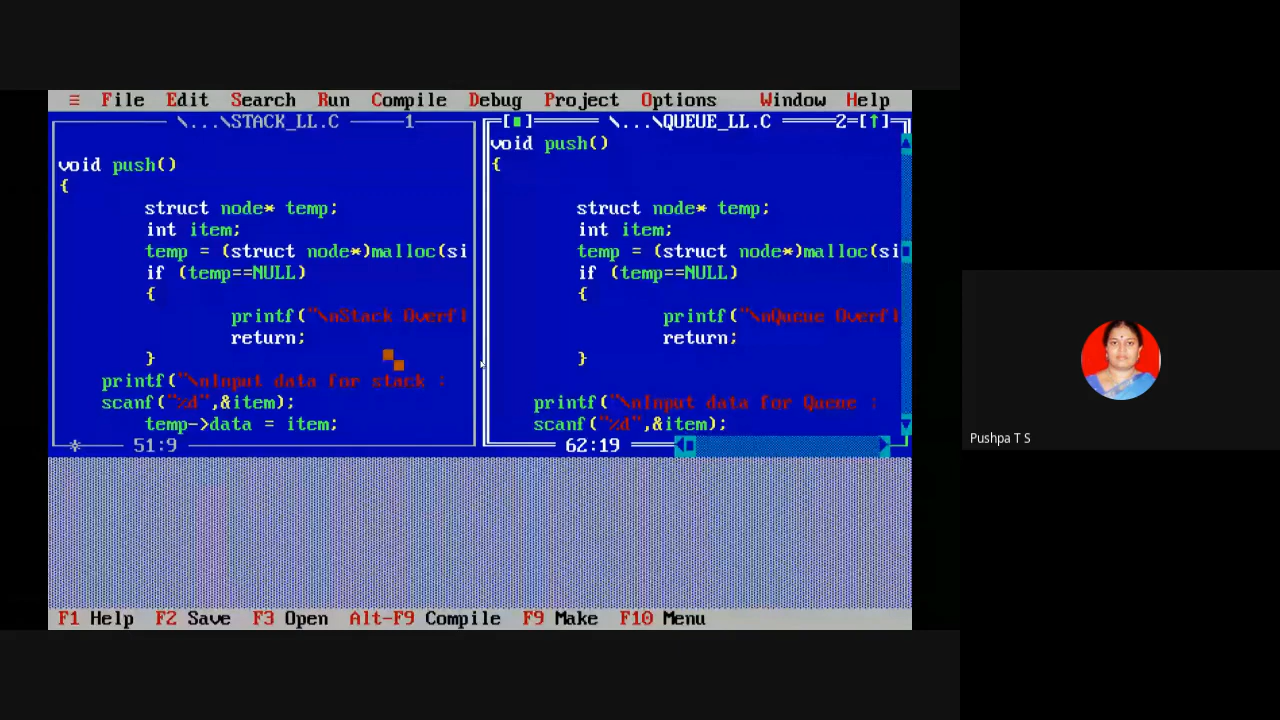 ≡ File Edit Search Run Compile Debug Project Options Window Help
\...\STACK_LL.C 1
void push()
{
struct node* temp;
int item;
temp = (struct node*)malloc(si
if (temp==NULL)
{
printf("\nStack Overfl
return;
}
printf("\nInput data for stack :
scanf("%d",&item);
temp->data = item;
51:9
[■] \...\QUEUE_LL.C 2=[↑]
void push()
{
struct node* temp;
int item;
temp = (struct node*)malloc(si
if (temp==NULL)
{
printf("\nQueue Overfl
return;
}
printf("\nInput data for Queue :
scanf("%d",&item);
62:19
F1 Help F2 Save F3 Open Alt-F9 Compile F9 Make F10 Menu
Pushpa T S